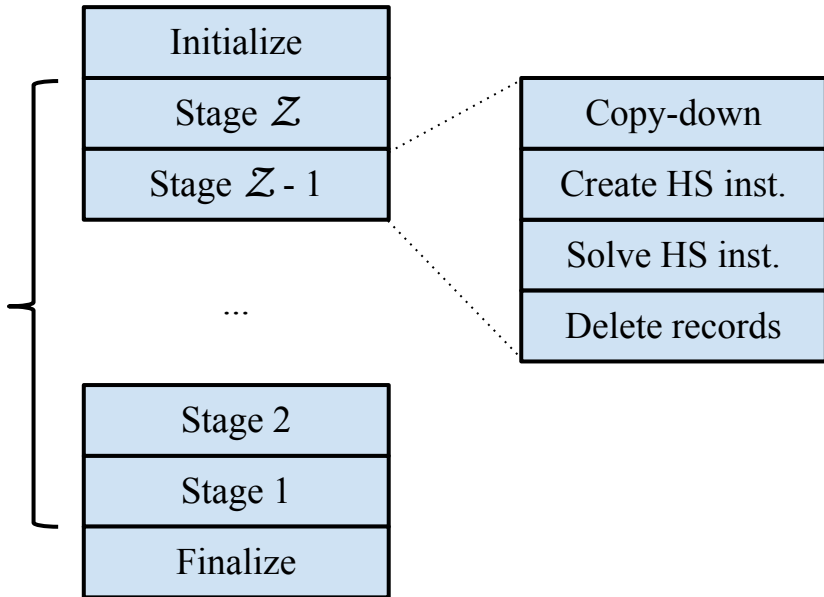 Initialize
Stage 𝒵
Stage 𝒵 - 1
...
Stage 2
Stage 1
Finalize
Copy-down
Create HS inst.
Solve HS inst.
Delete records